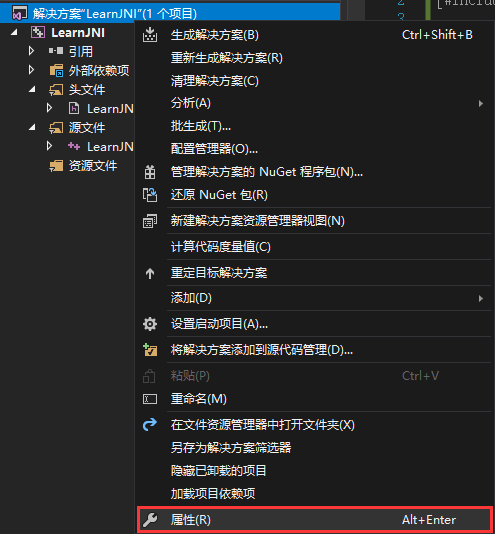 解决方案"LearnJNI"(1 个项目)
LearnJNI
引用
外部依赖项
头文件
LearnJN
源文件
LearnJN
资源文件
2
3
生成解决方案(B) Ctrl+Shift+B
重新生成解决方案(R)
清理解决方案(C)
分析(A)
批生成(T)...
配置管理器(O)...
管理解决方案的 NuGet 程序包(N)...
还原 NuGet 包(R)
新建解决方案资源管理器视图(N)
计算代码度量值(C)
重定目标解决方案
添加(D)
设置启动项目(A)...
将解决方案添加到源代码管理(D)...
粘贴(P) Ctrl+V
重命名(M)
在文件资源管理器中打开文件夹(X)
另存为解决方案筛选器
隐藏已卸载的项目
加载项目依赖项
属性(R) Alt+Enter